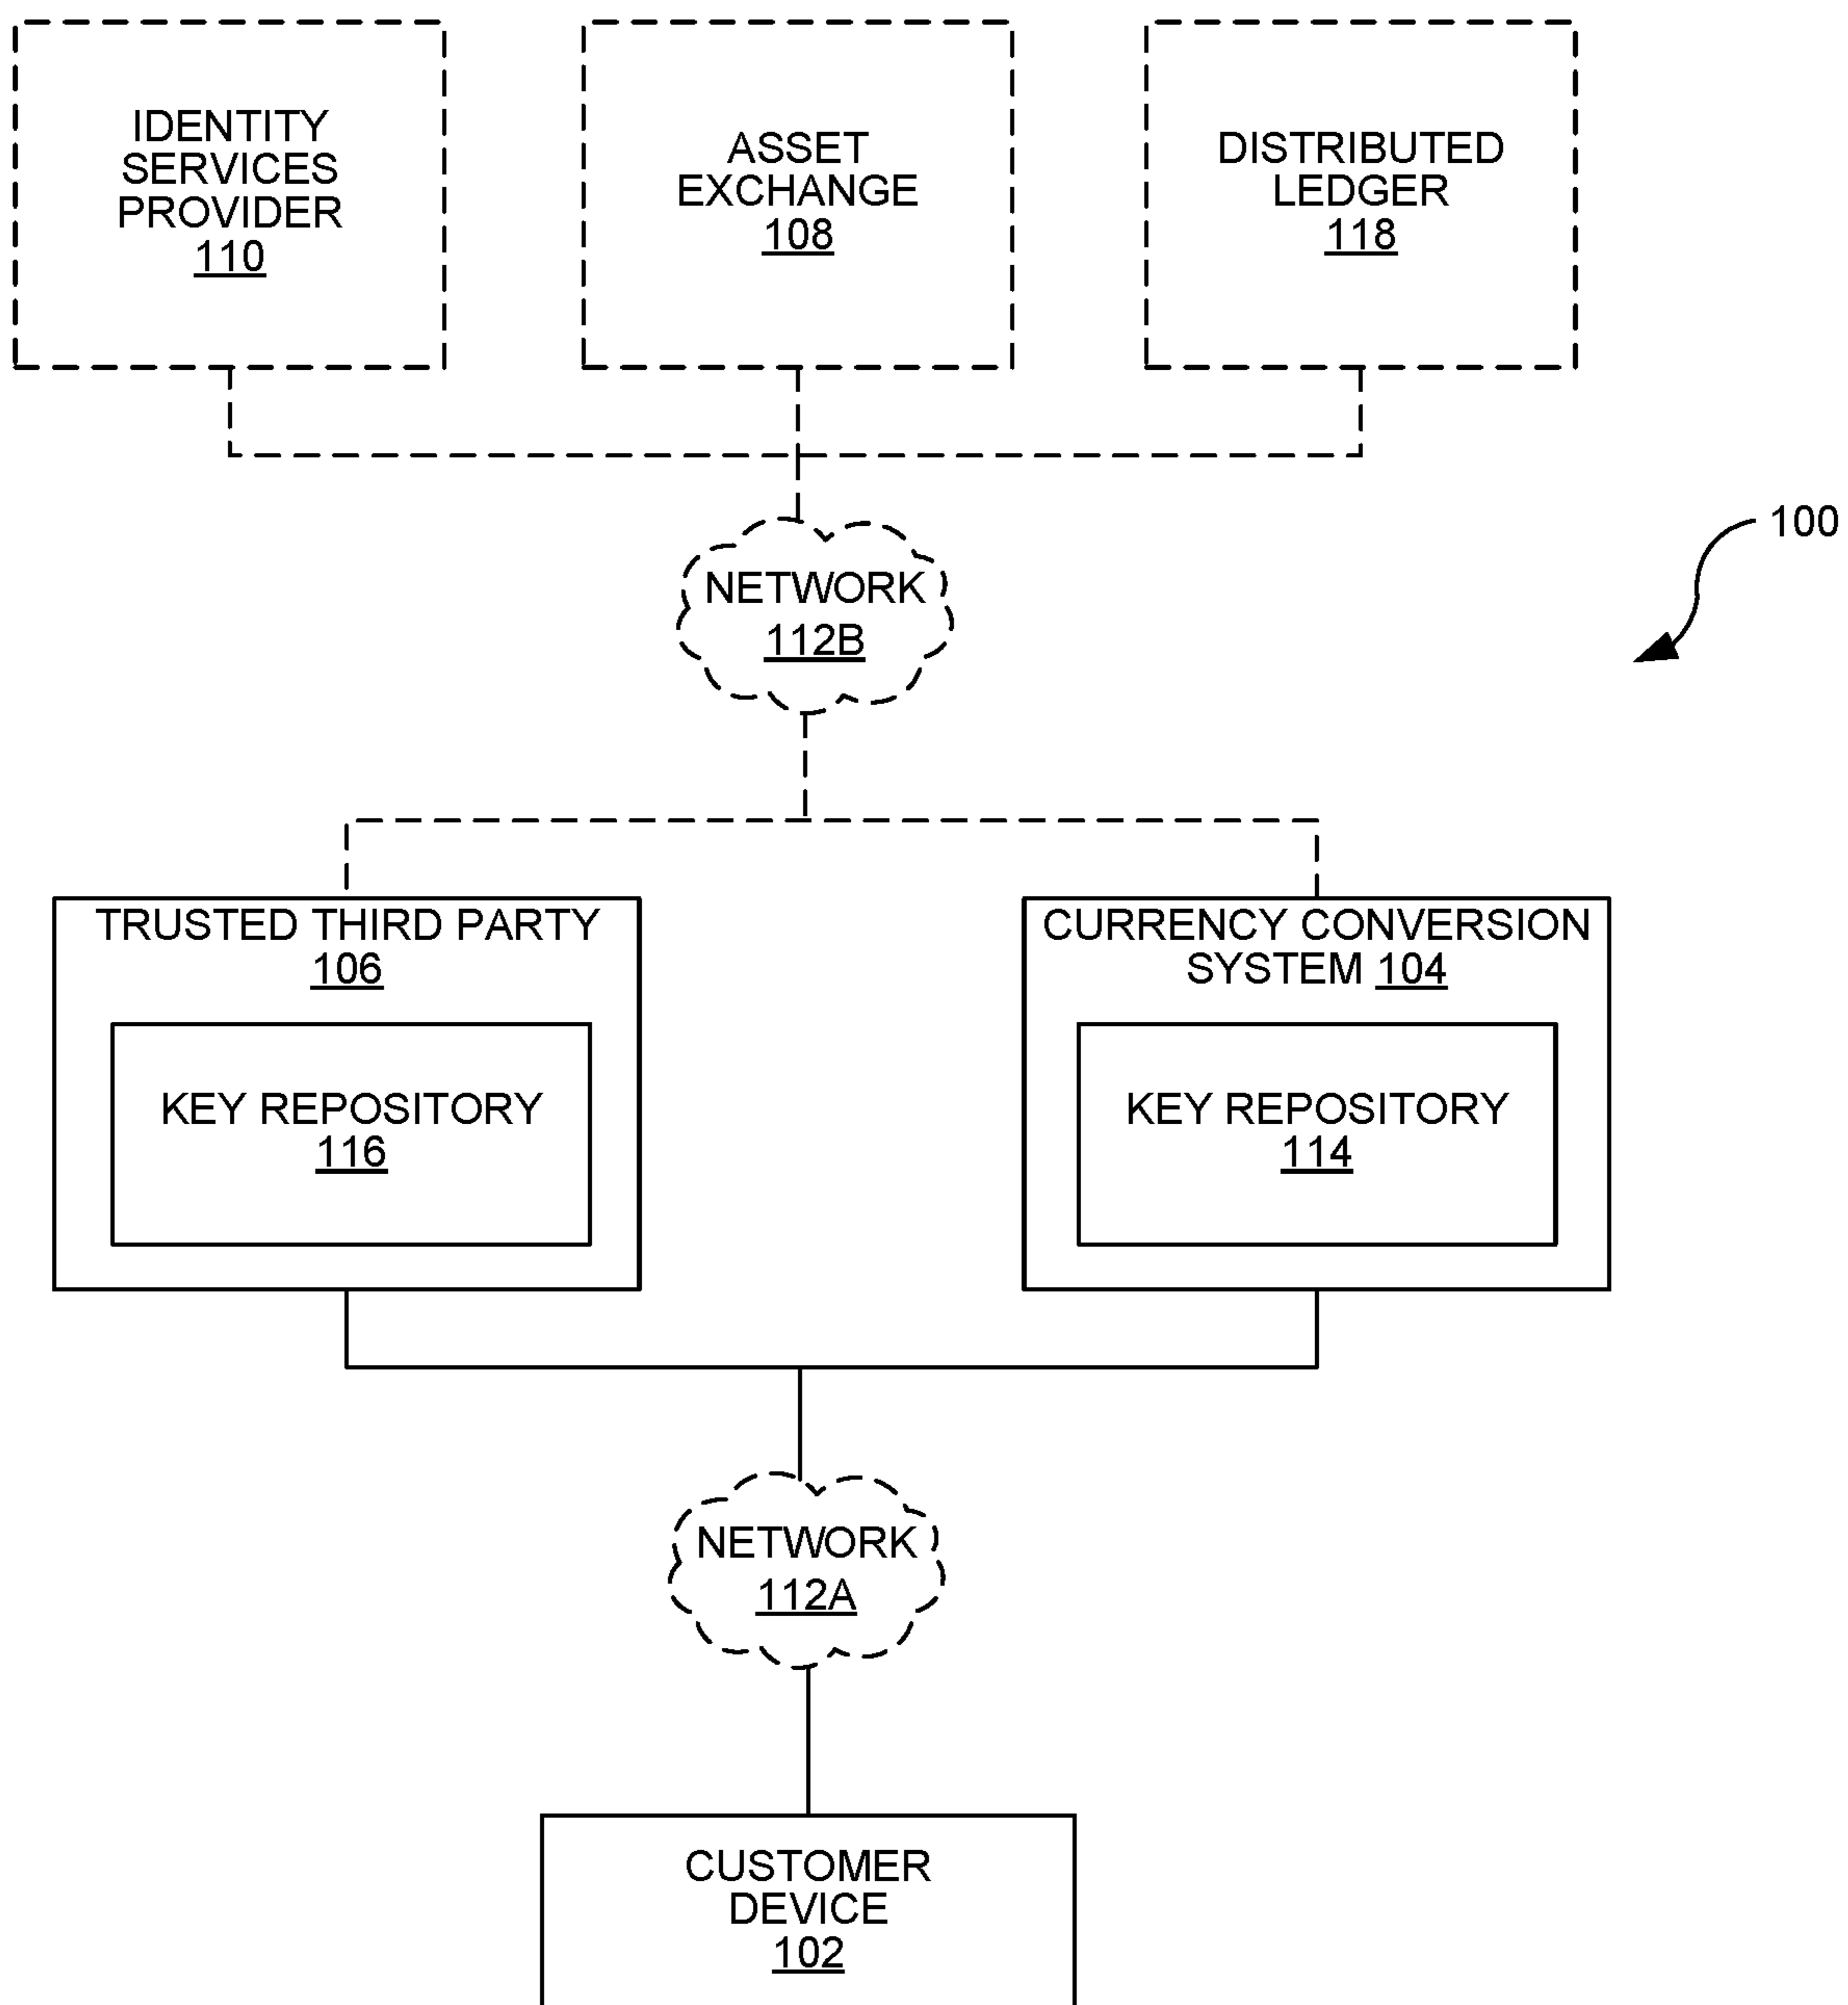 IDENTITY
SERVICES
PROVIDER
110
ASSET
EXCHANGE
108
DISTRIBUTED
LEDGER
118
100
NETWORK
112B
TRUSTED THIRD PARTY
106
KEY REPOSITORY
116
CURRENCY CONVERSION
SYSTEM 104
KEY REPOSITORY
114
NETWORK
112A
CUSTOMER
DEVICE
102